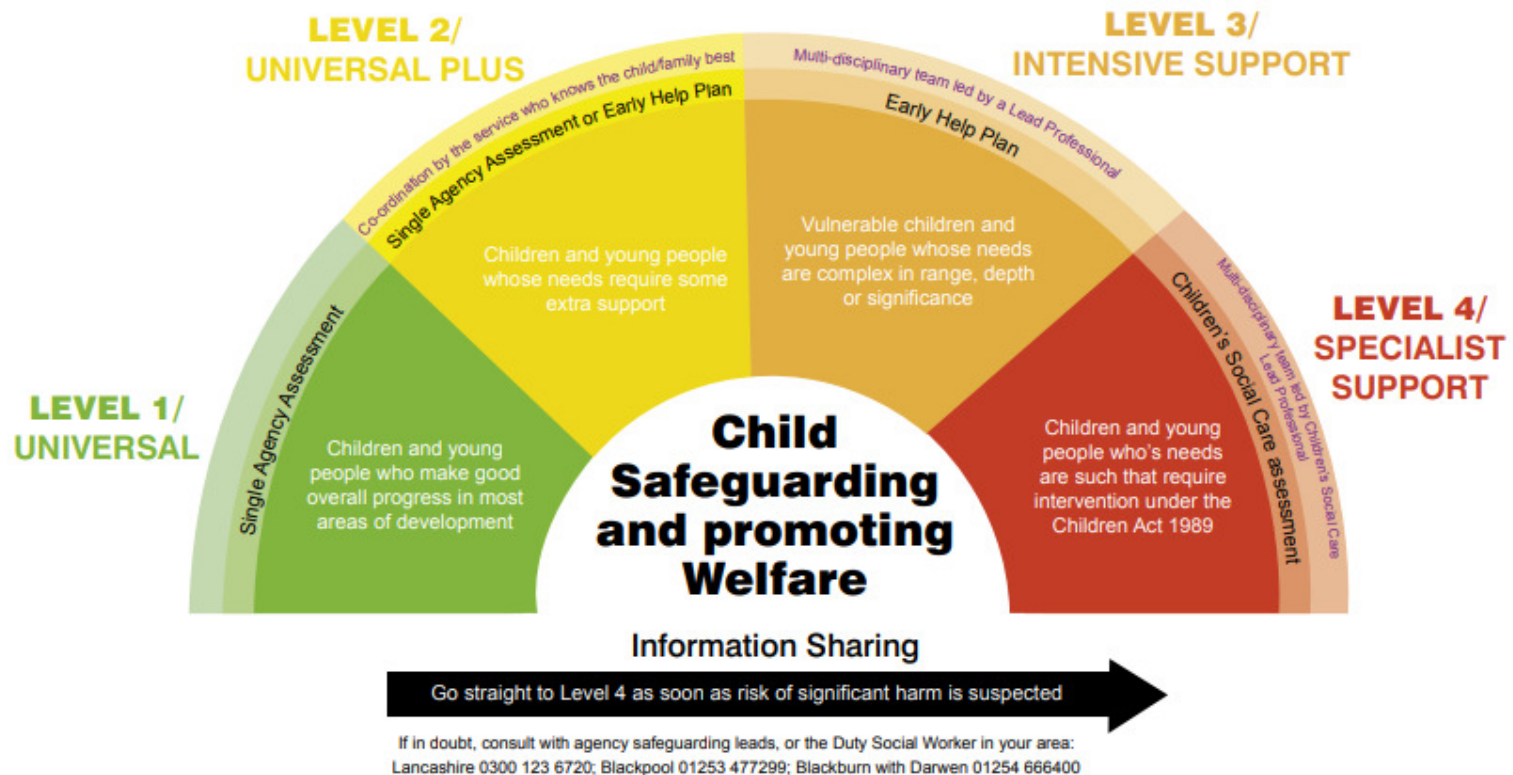 LEVEL 1/
UNIVERSAL
Single Agency Assessment
Children and young
people who make good
overall progress in most
areas of development
LEVEL 2/
UNIVERSAL PLUS
Co-ordination by the service who knows the child/family best
Single Agency Assessment or Early Help Plan
Children and young people
whose needs require some
extra support
LEVEL 3/
INTENSIVE SUPPORT
Multi-disciplinary team led by a Lead Professional
Early Help Plan
Vulnerable children and
young people whose needs
are complex in range, depth
or significance
LEVEL 4/
SPECIALIST
SUPPORT
Multi-disciplinary team led by Children's Social Care
Lead Professional
Children's Social Care assessment
Children and young
people who's needs
are such that require
intervention under the
Children Act 1989
Child
Safeguarding
and promoting
Welfare
Information Sharing
Go straight to Level 4 as soon as risk of significant harm is suspected
If in doubt, consult with agency safeguarding leads, or the Duty Social Worker in your area:
Lancashire 0300 123 6720; Blackpool 01253 477299; Blackburn with Darwen 01254 666400